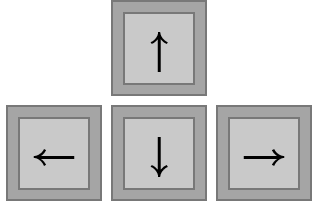 ↑
← ↓ →